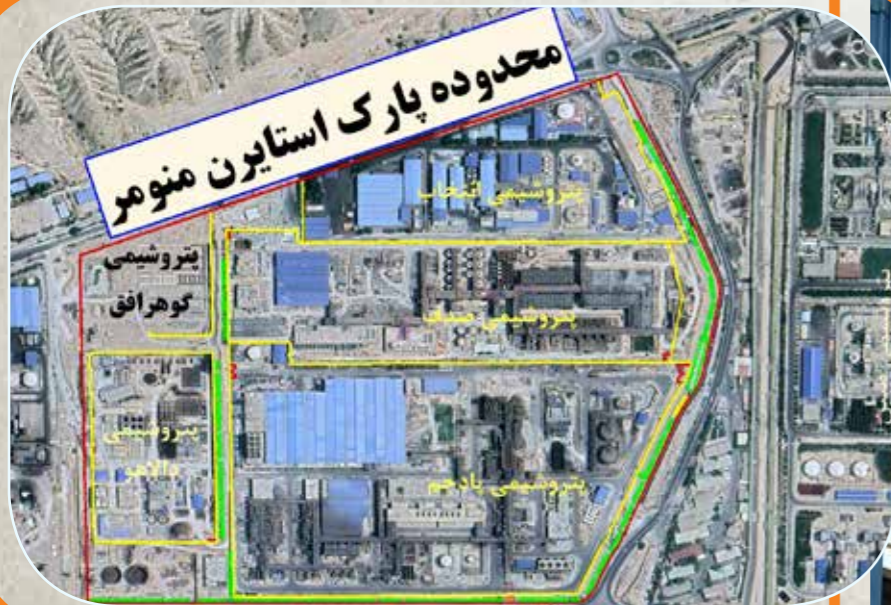 محدوده پارک استایرن منومر
پتروشیمی انتخاب
پتروشیمی
گوهرافق
پتروشیمی صدف
پتروشیمی
دالاهو
پتروشیمی پادجم